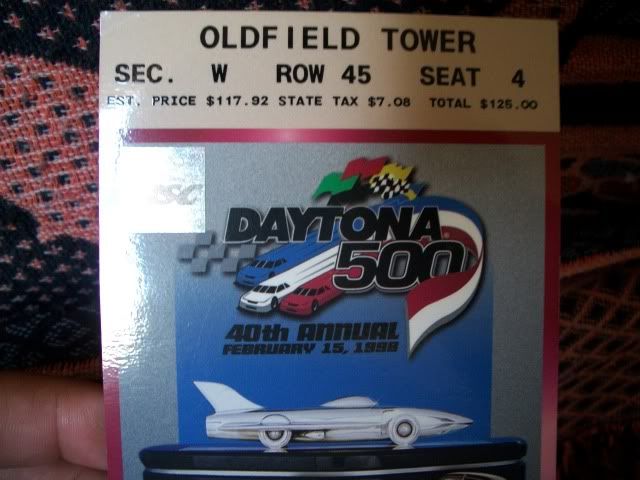 OLDFIELD TOWER
SEC. W ROW 45 SEAT 4
EST. PRICE $117.92 STATE TAX $7.08 TOTAL $125.00
ISC
DAYTONA
500
40th ANNUAL
FEBRUARY 15, 1998